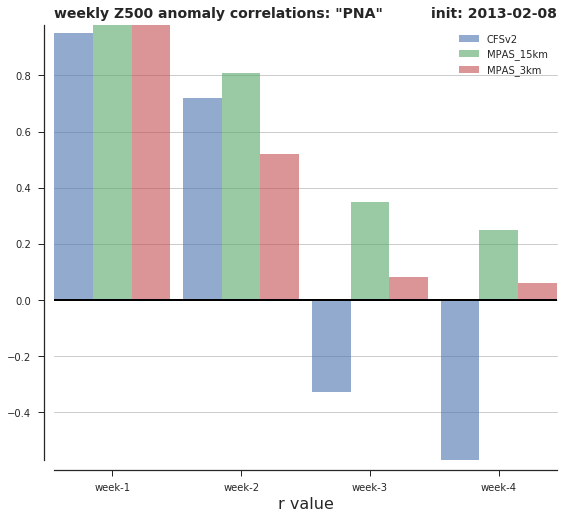 weekly Z500 anomaly correlations: "PNA" init: 2013-02-08
CFSv2
MPAS_15km
MPAS_3km
0.8
0.6
0.4
0.2
0.0
−0.2
−0.4
week-1 week-2 week-3 week-4
r value